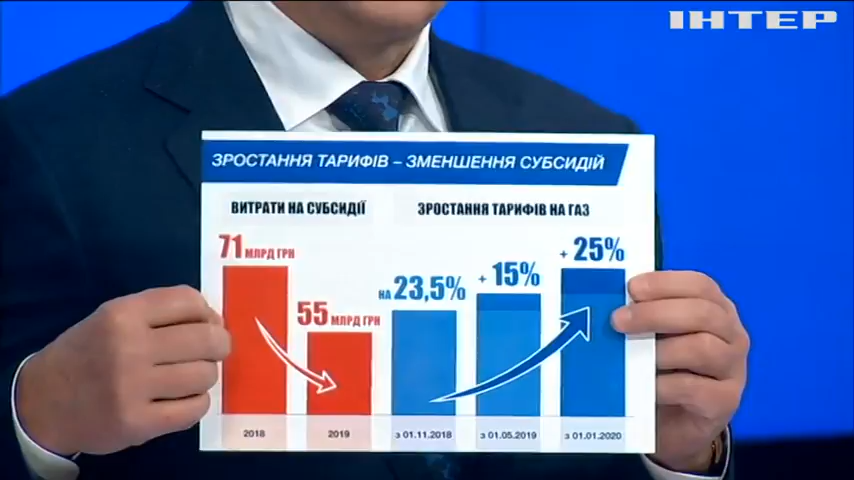 ІНТЕР
ЗРОСТАННЯ ТАРИФІВ – ЗМЕНШЕННЯ СУБСИДІЙ
ВИТРАТИ НА СУБСИДІЇ
ЗРОСТАННЯ ТАРИФІВ НА ГАЗ
71 МЛРД ГРН
55 МЛРД ГРН
НА 23,5%
+ 15%
+ 25%
2018
2019
з 01.11.2018
з 01.05.2019
з 01.01.2020